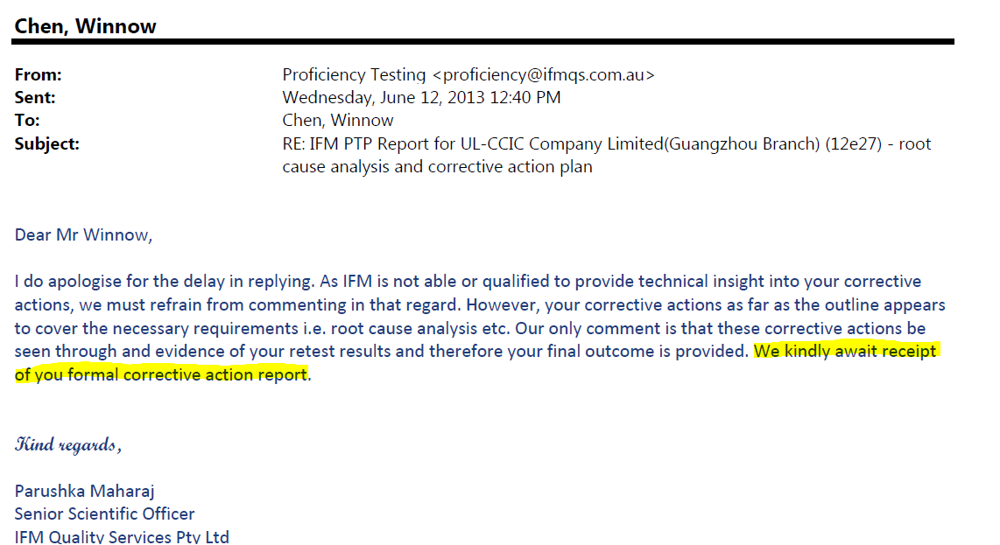 Chen, Winnow
From: Proficiency Testing <proficiency@ifmqs.com.au>
Sent: Wednesday, June 12, 2013 12:40 PM
To: Chen, Winnow
Subject: RE: IFM PTP Report for UL-CCIC Company Limited(Guangzhou Branch) (12e27) - root
cause analysis and corrective action plan
Dear Mr Winnow,
I do apologise for the delay in replying. As IFM is not able or qualified to provide technical insight into your corrective
actions, we must refrain from commenting in that regard. However, your corrective actions as far as the outline appears
to cover the necessary requirements i.e. root cause analysis etc. Our only comment is that these corrective actions be
seen through and evidence of your retest results and therefore your final outcome is provided. We kindly await receipt
of you formal corrective action report.
Kind regards,
Parushka Maharaj
Senior Scientific Officer
IFM Quality Services Pty Ltd